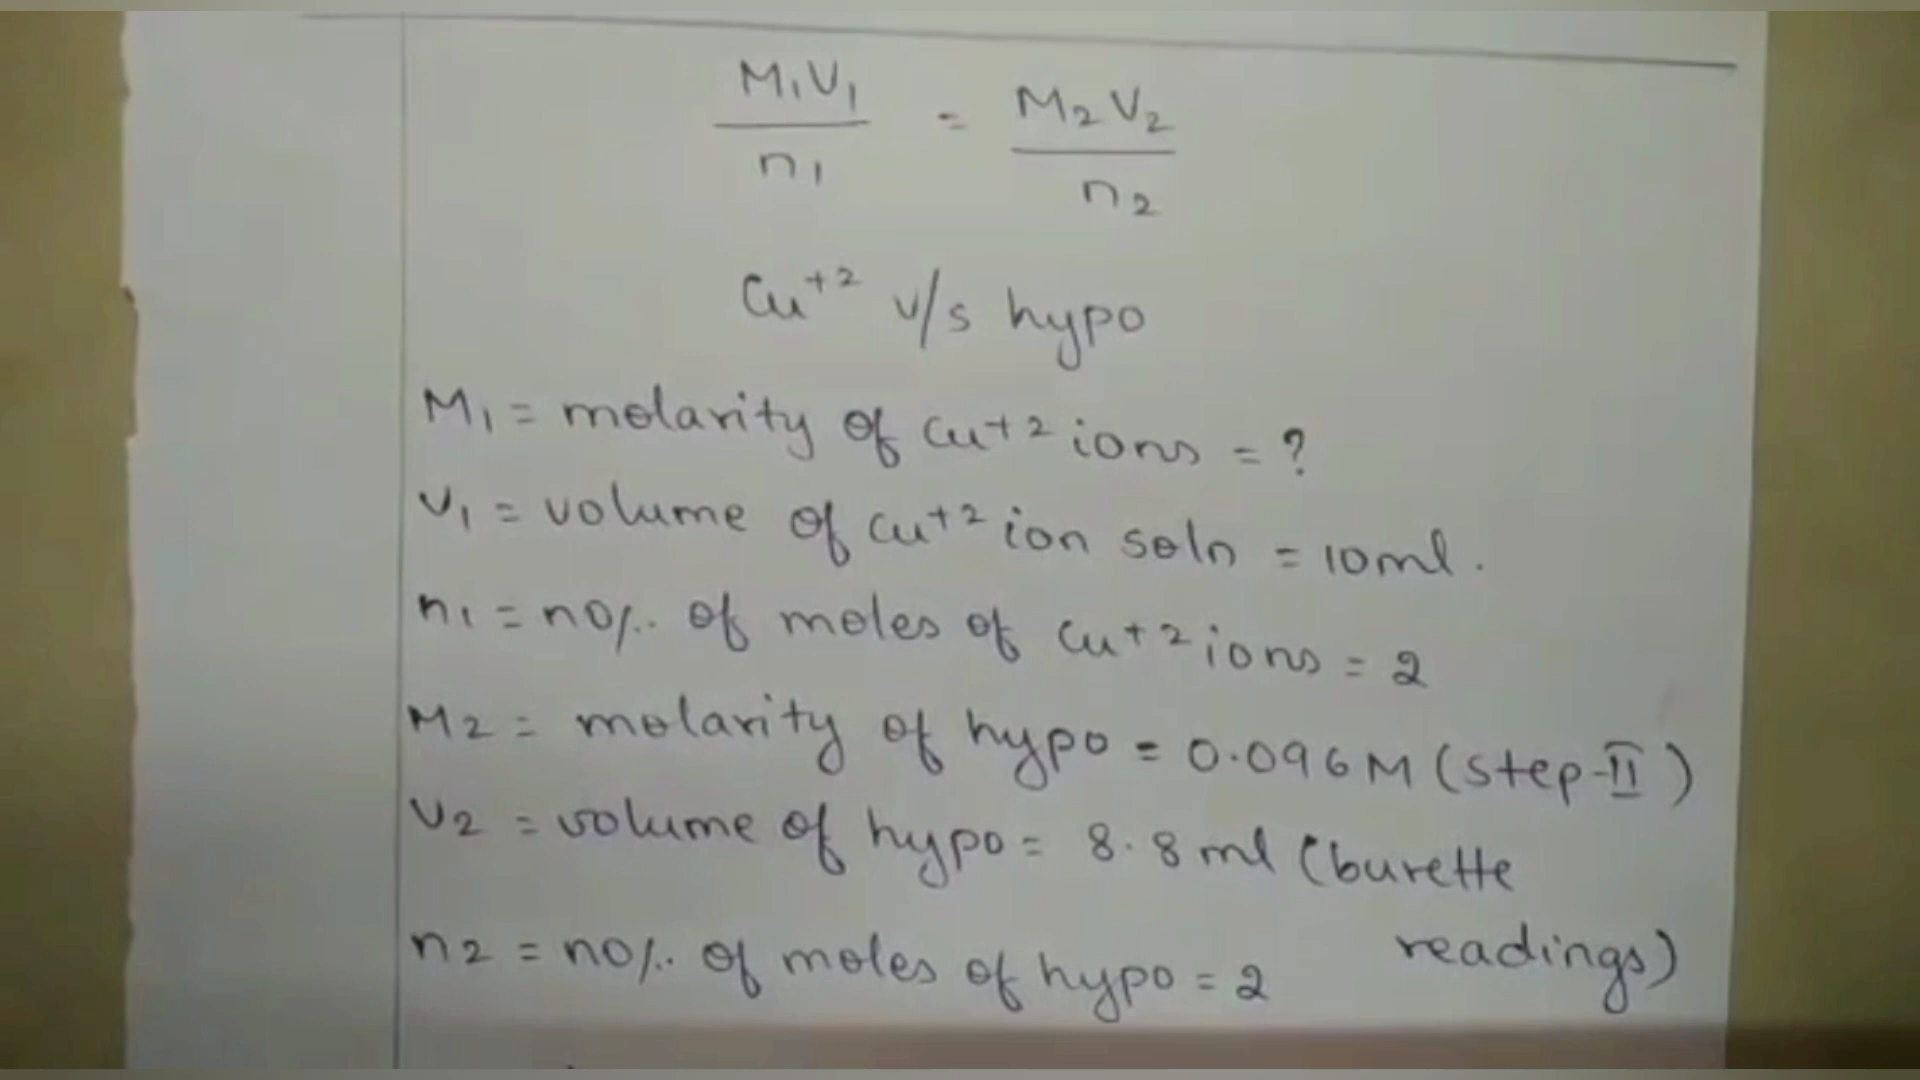 M₁V₁ / n₁ = M₂V₂ / n₂
Cu⁺² v/s hypo
M₁ = molarity of Cu⁺² ions = ?
V₁ = volume of Cu⁺² ion soln = 10ml.
n₁ = no/. of moles of Cu⁺² ions = 2
M₂ = molarity of hypo = 0.096M (step-II)
V₂ = volume of hypo = 8.8 ml (burette
readings)
n₂ = no/. of moles of hypo = 2